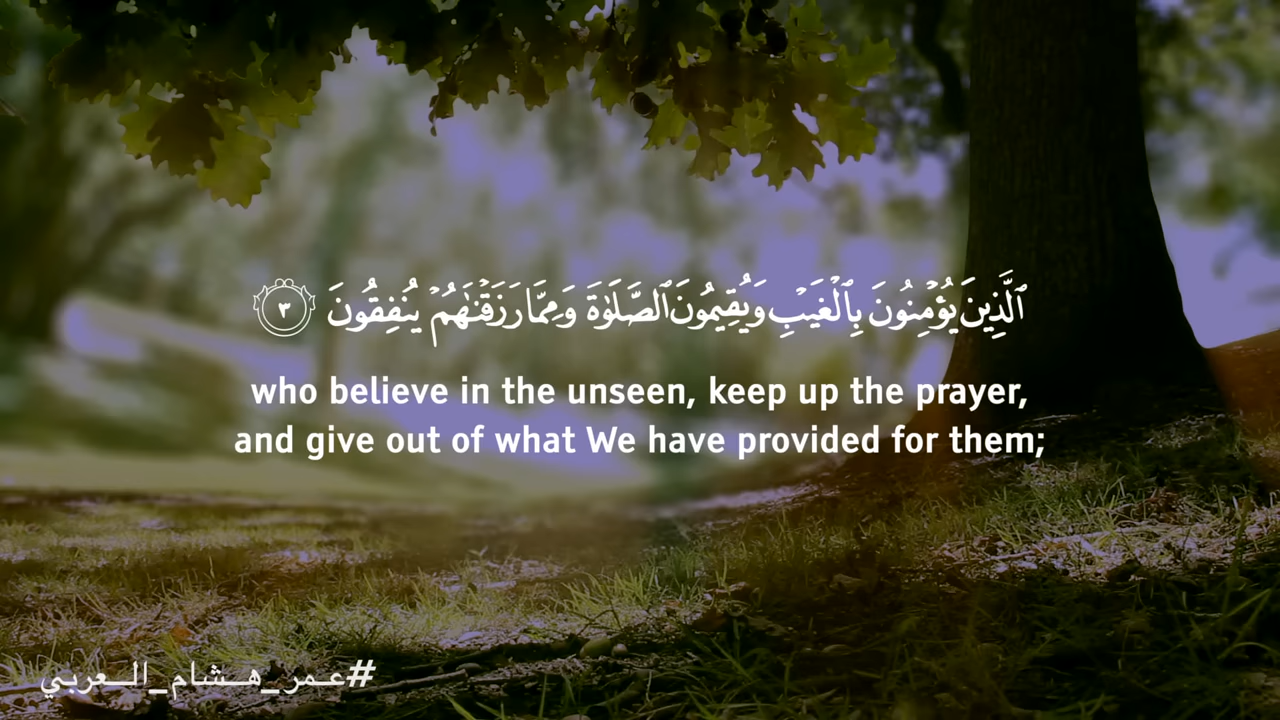 ٱلَّذِينَ يُؤۡمِنُونَ بِٱلۡغَيۡبِ وَيُقِيمُونَ ٱلصَّلَوٰةَ وَمِمَّا رَزَقۡنَٰهُمۡ يُنفِقُونَ ٣
who believe in the unseen, keep up the prayer,
and give out of what We have provided for them;
#عـمر_هـشام_الـعربي